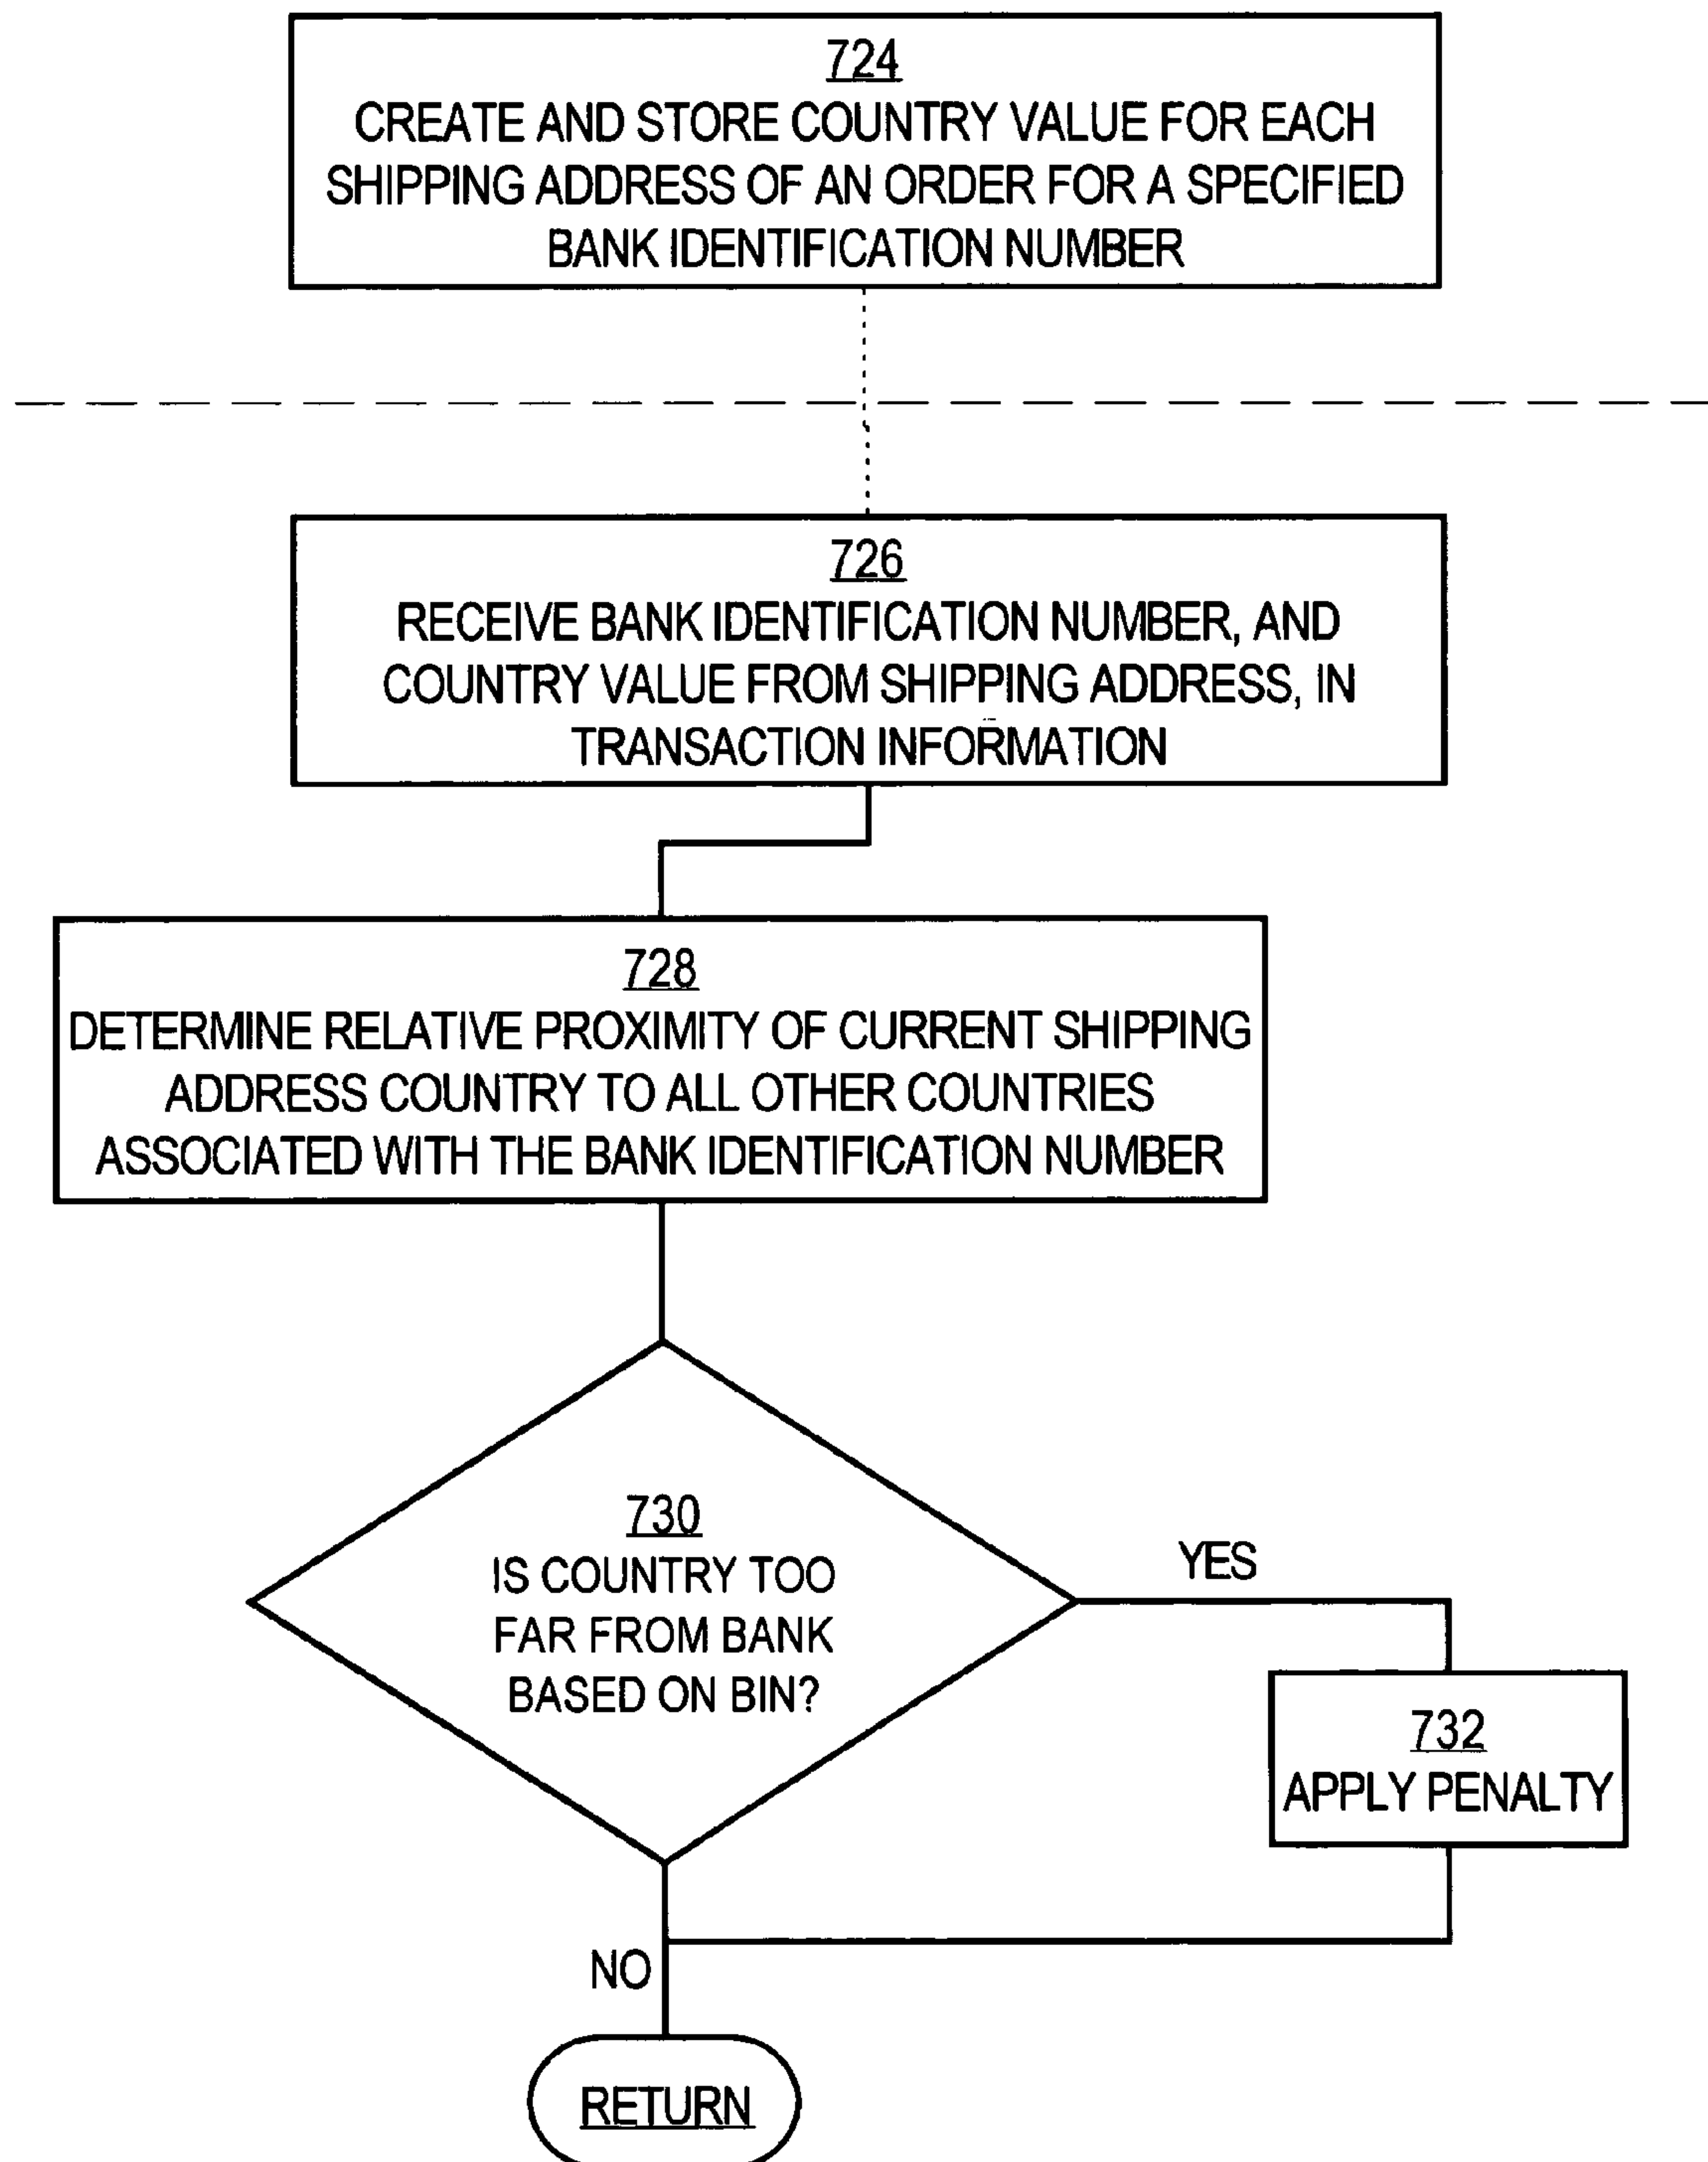 724
CREATE AND STORE COUNTRY VALUE FOR EACH
SHIPPING ADDRESS OF AN ORDER FOR A SPECIFIED
BANK IDENTIFICATION NUMBER
726
RECEIVE BANK IDENTIFICATION NUMBER, AND
COUNTRY VALUE FROM SHIPPING ADDRESS, IN
TRANSACTION INFORMATION
728
DETERMINE RELATIVE PROXIMITY OF CURRENT SHIPPING
ADDRESS COUNTRY TO ALL OTHER COUNTRIES
ASSOCIATED WITH THE BANK IDENTIFICATION NUMBER
730
IS COUNTRY TOO
FAR FROM BANK
BASED ON BIN?
YES
732
APPLY PENALTY
NO
RETURN